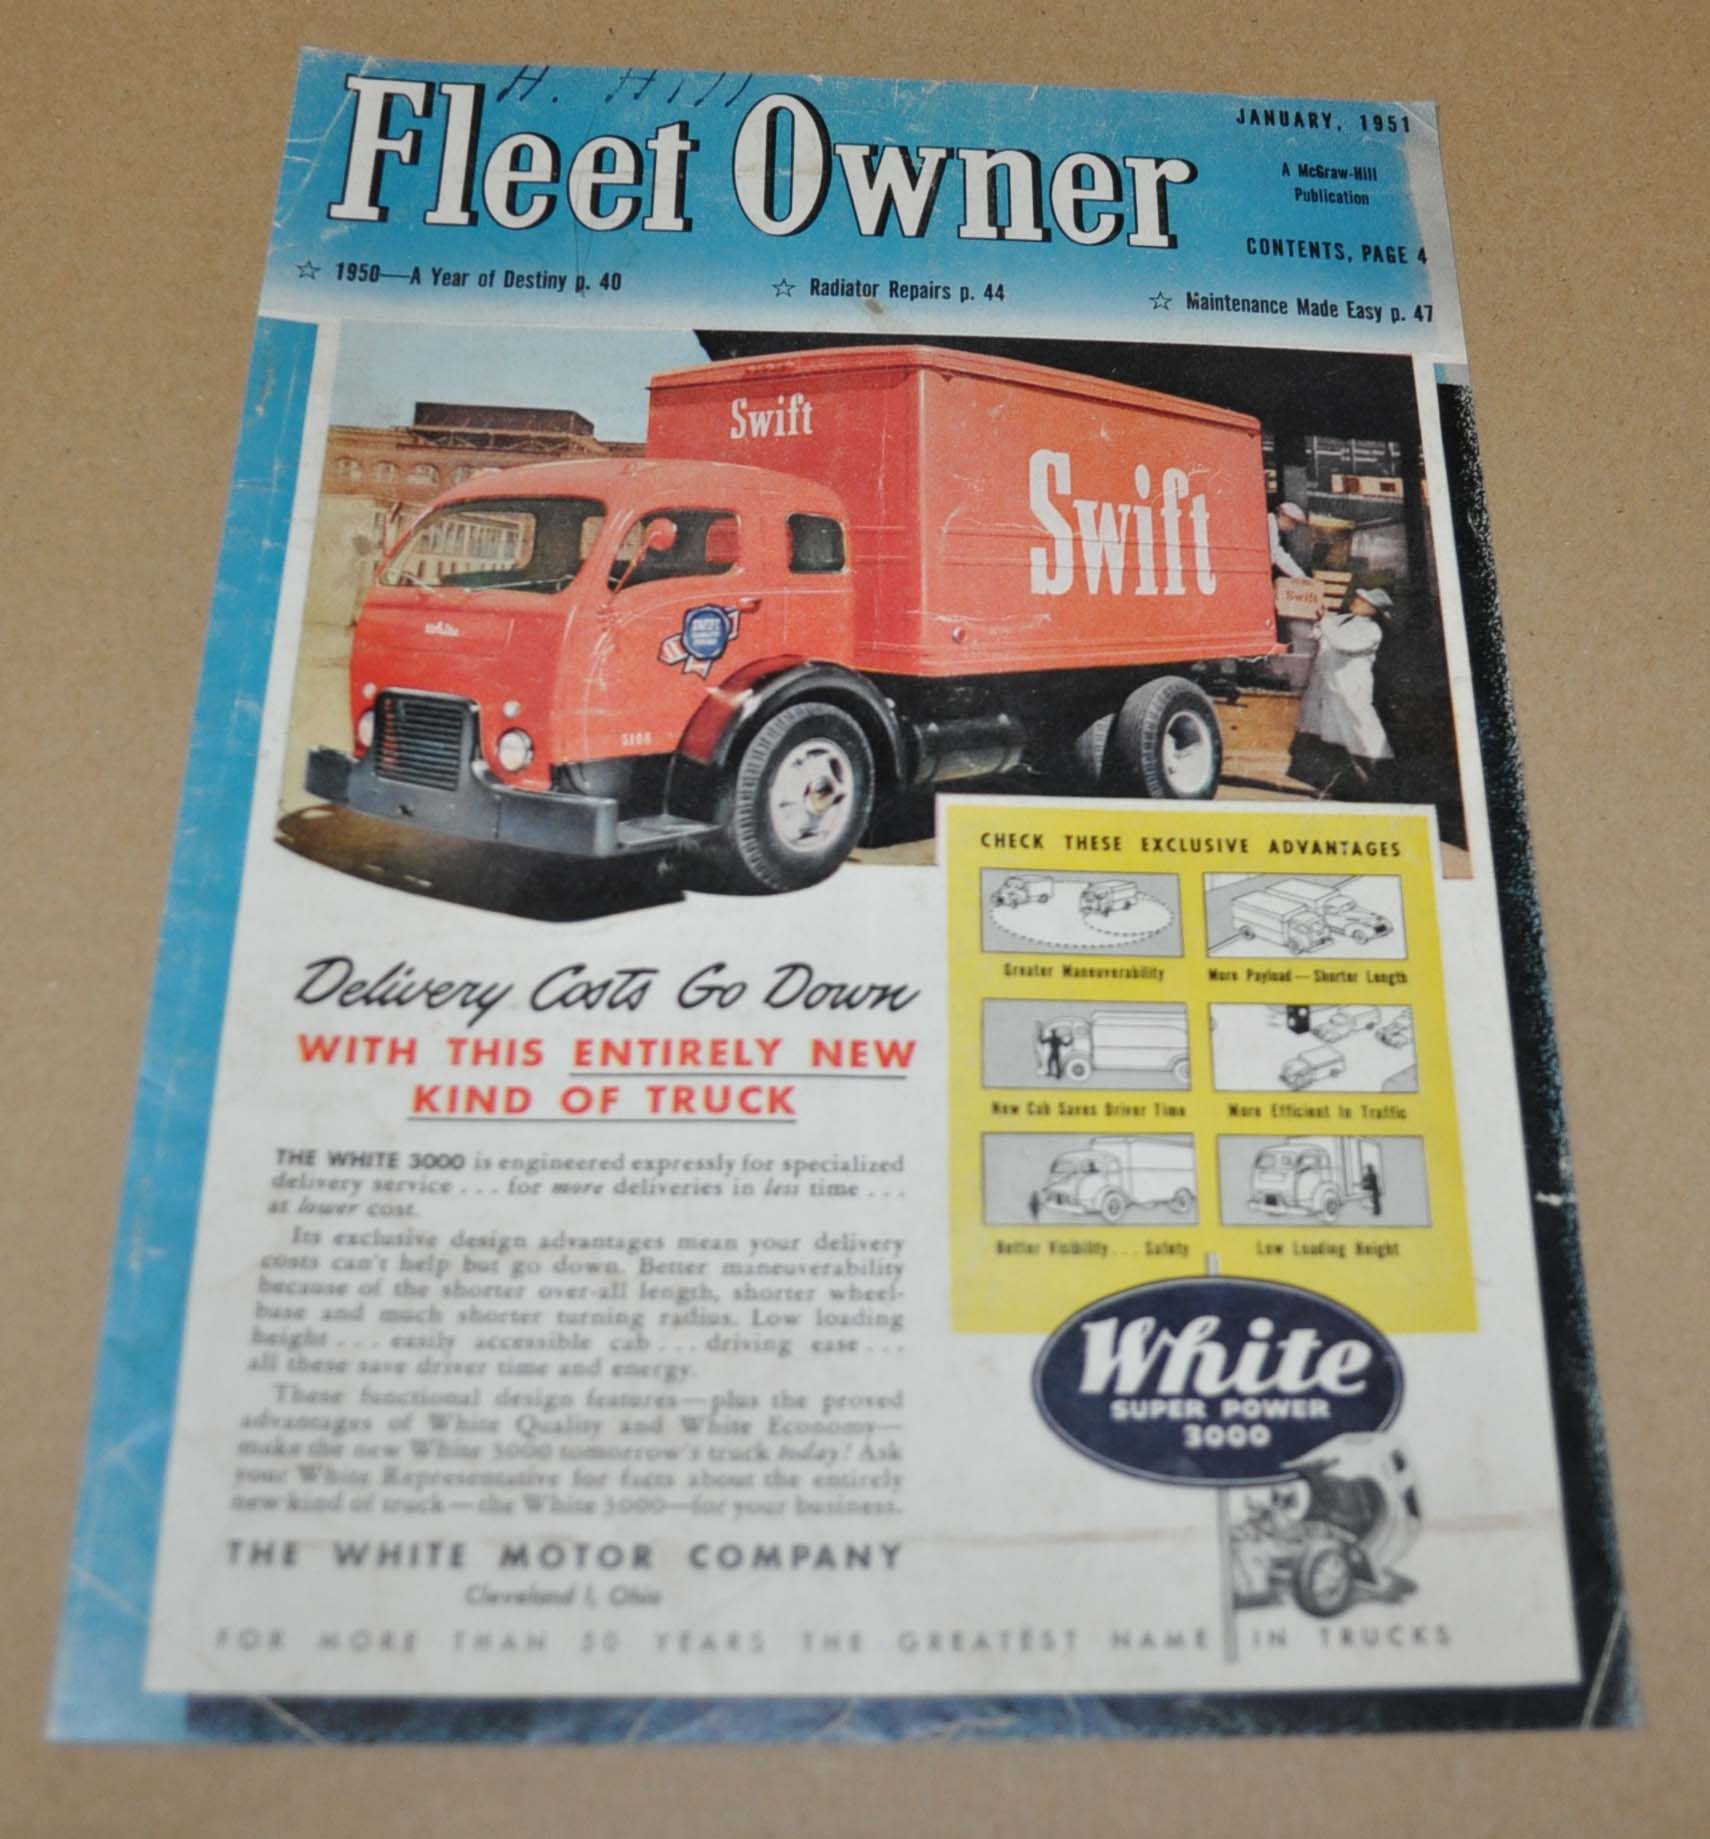 H. Hill
Fleet Owner
JANUARY, 1951
A McGraw-Hill
Publication
CONTENTS, PAGE 4
☆ 1950—A Year of Destiny p. 40
☆ Radiator Repairs p. 44
☆ Maintenance Made Easy p. 47
Swift
Swift
Swift
White
5108
CHECK THESE EXCLUSIVE ADVANTAGES
Greater Maneuverability
More Payload—Shorter Length
New Cab Saves Driver Time
More Efficient In Traffic
Better Visibility... Safety
Low Loading Height
Delivery Costs Go Down
WITH THIS ENTIRELY NEW
KIND OF TRUCK
THE WHITE 3000 is engineered expressly for specialized
delivery service . . . for more deliveries in less time . . .
at lower cost.
Its exclusive design advantages mean your delivery
costs can't help but go down. Better maneuverability
because of the shorter over-all length, shorter wheel-
base and much shorter turning radius. Low loading
height . . . easily accessible cab . . . driving ease . . .
all these save driver time and energy.
These functional design features—plus the proved
advantages of White Quality and White Economy—
make the new White 3000 tomorrow's truck today! Ask
your White Representative for facts about the entirely
new kind of truck—the White 3000—for your business.
THE WHITE MOTOR COMPANY
Cleveland 1, Ohio
FOR MORE THAN 50 YEARS THE GREATEST NAME IN TRUCKS
White
SUPER POWER
3000